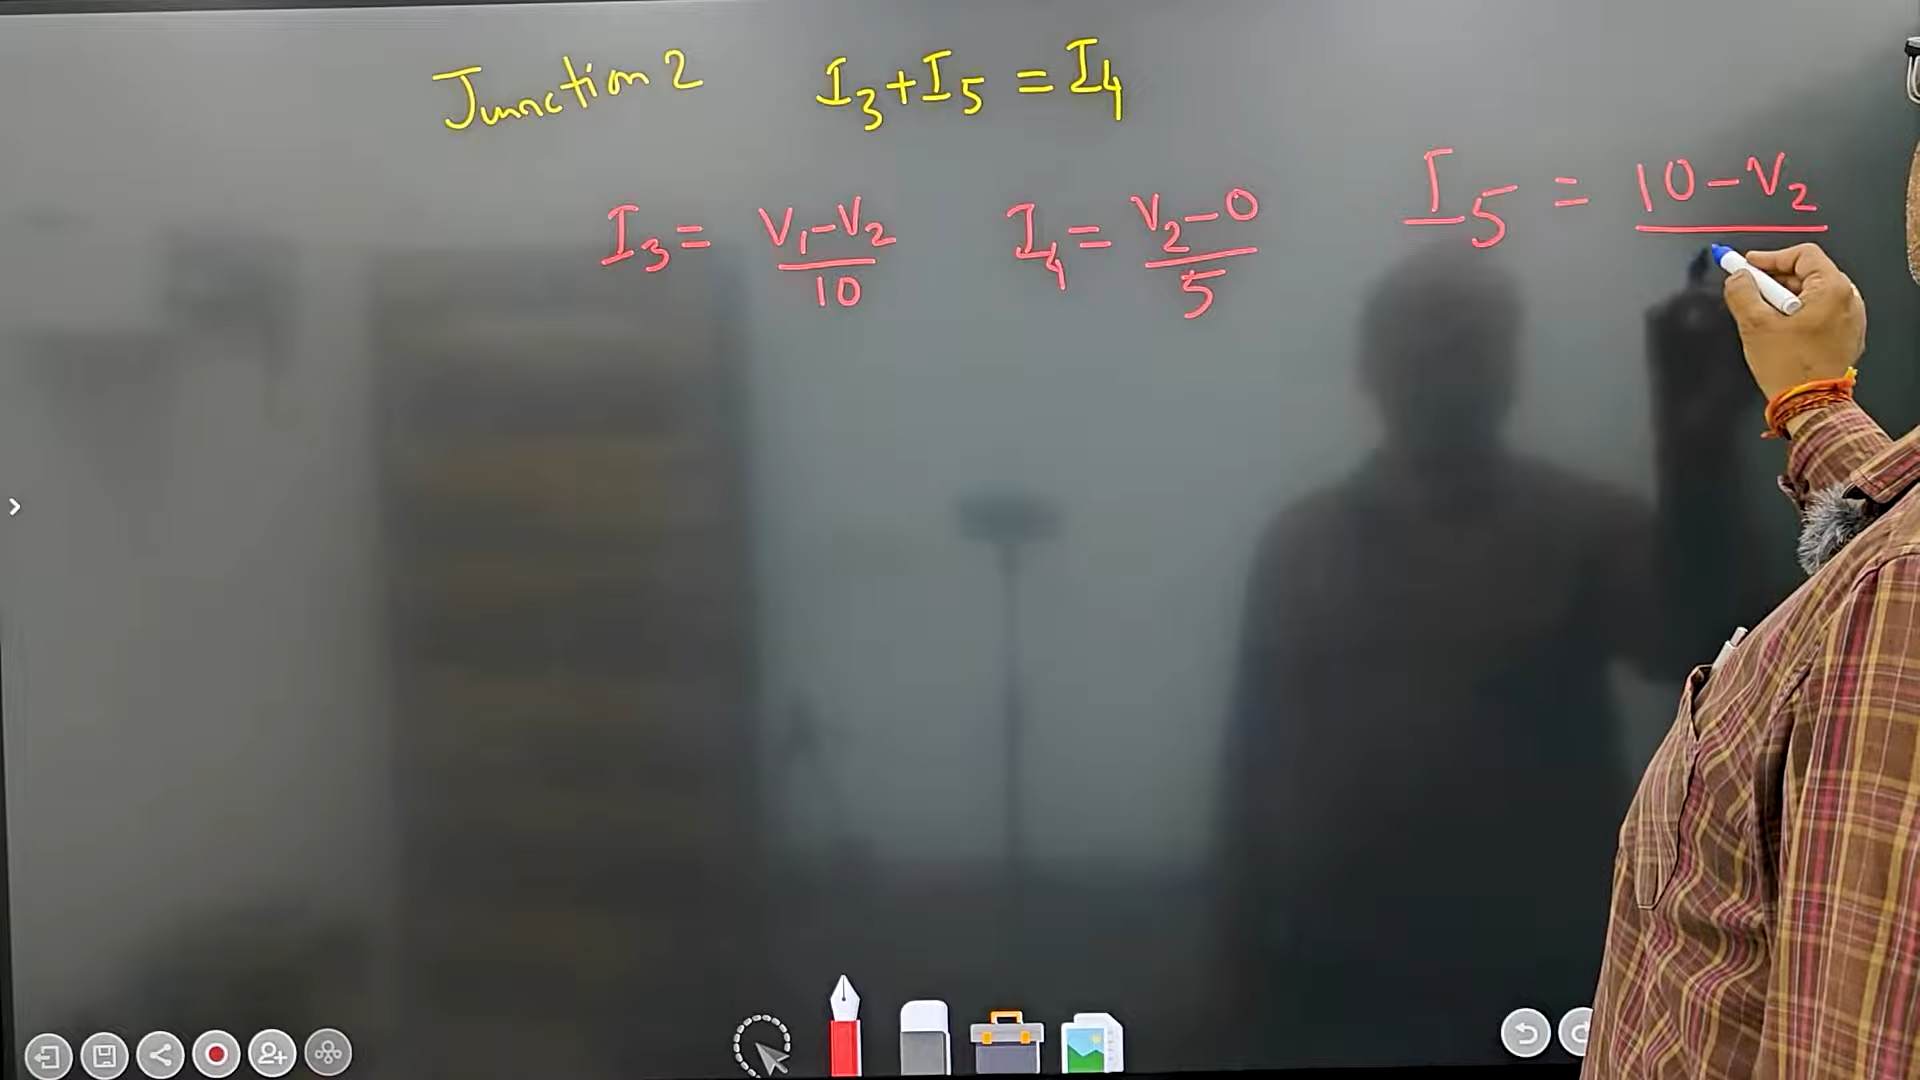 Junction 2 I₃+I₅ = I₄
I₃ = V₁-V₂/10 I₄ = V₂-0/5 I₅ = 10-V₂/